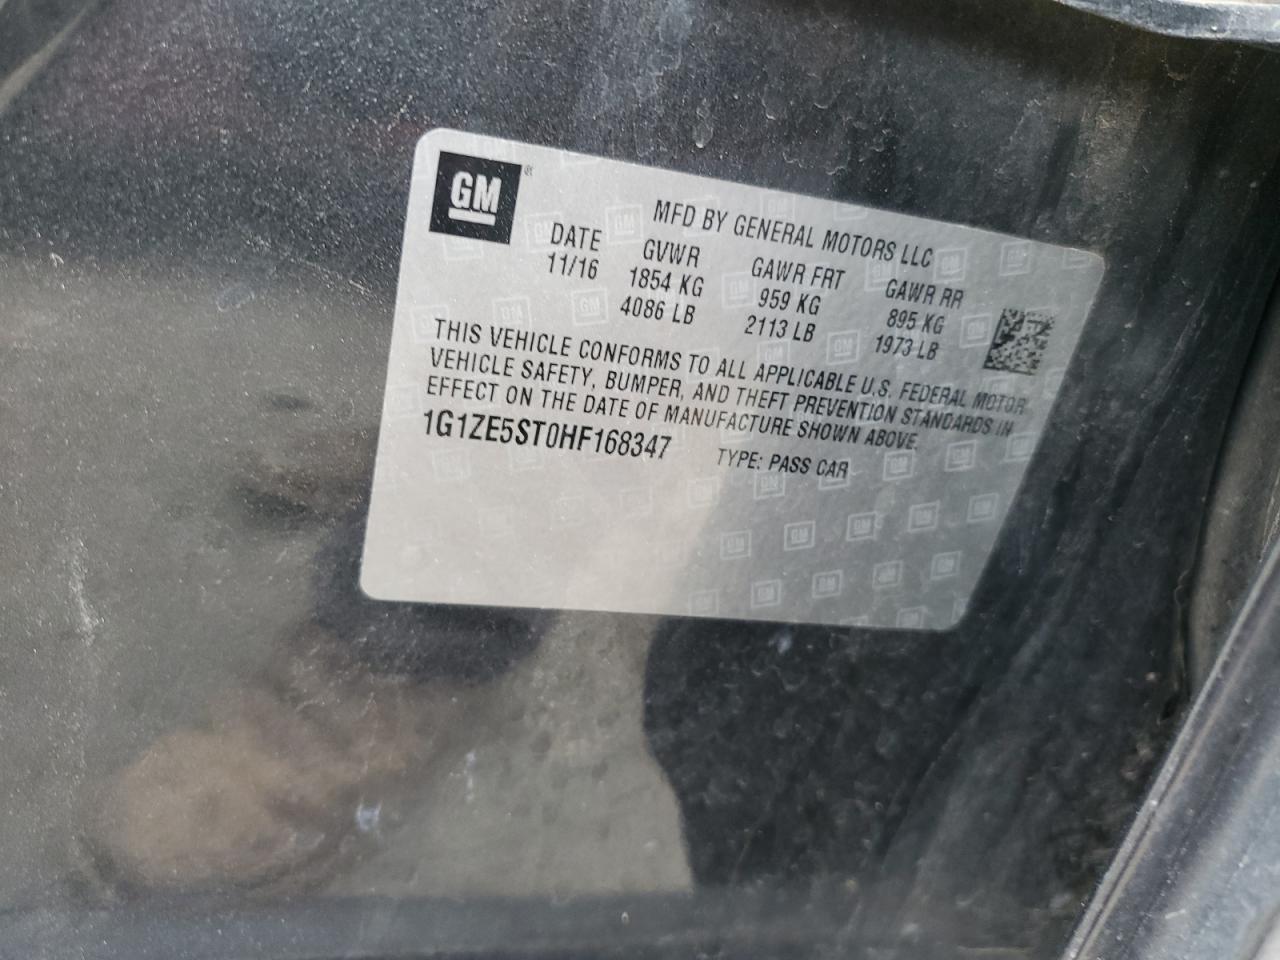 GM
MFD BY GENERAL MOTORS LLC
DATE GVWR GAWR FRT GAWR RR
11/16 1854 KG 959 KG 895 KG
4086 LB 2113 LB 1973 LB
THIS VEHICLE CONFORMS TO ALL APPLICABLE U.S. FEDERAL MOTOR
VEHICLE SAFETY, BUMPER, AND THEFT PREVENTION STANDARDS IN
EFFECT ON THE DATE OF MANUFACTURE SHOWN ABOVE.
1G1ZE5ST0HF168347 TYPE: PASS CAR